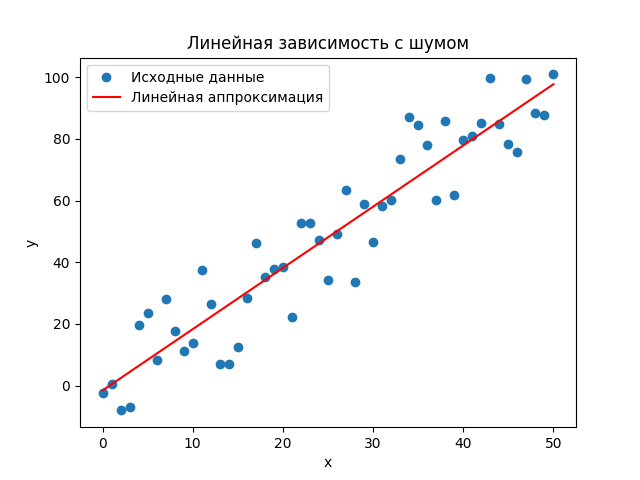 Линейная зависимость с шумом
Исходные данные
Линейная аппроксимация
100
80
60
40
20
0
y
0 10 20 30 40 50
x